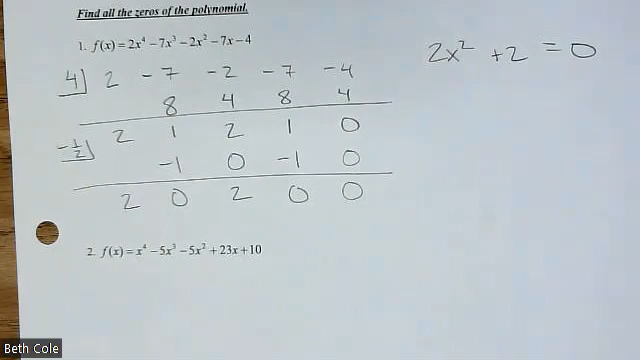 Find all the zeros of the polynomial.
1. f(x) = 2x⁴ − 7x³ − 2x² − 7x − 4
2x² + 2 = 0
4⌋ 2 -7 -2 -7 -4
8 4 8 4
2 1 2 1 0
-½⌋ -1 0 -1 0
2 0 2 0 0
2. f(x) = x⁴ − 5x³ − 5x² + 23x + 10
Beth Cole